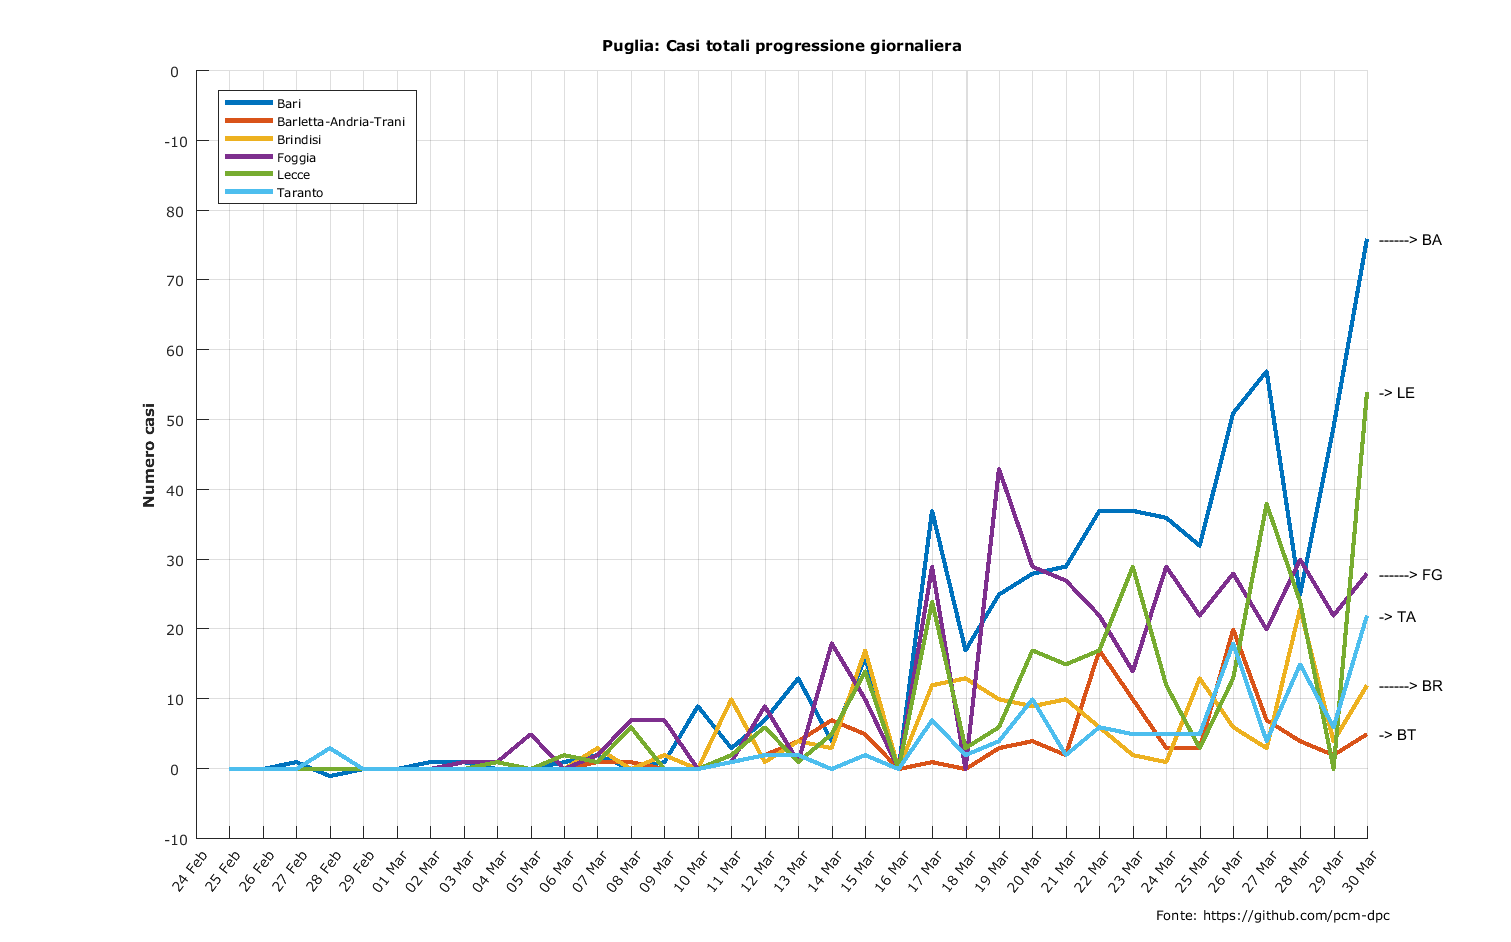 Puglia: Casi totali progressione giornaliera
0
-10
80
70
60
50
40
30
20
10
0
-10
Numero casi
Bari
Barletta-Andria-Trani
Brindisi
Foggia
Lecce
Taranto
------> BA
-> LE
------> FG
-> TA
------> BR
-> BT
24 Feb
25 Feb
26 Feb
27 Feb
28 Feb
29 Feb
01 Mar
02 Mar
03 Mar
04 Mar
05 Mar
06 Mar
07 Mar
08 Mar
09 Mar
10 Mar
11 Mar
12 Mar
13 Mar
14 Mar
15 Mar
16 Mar
17 Mar
18 Mar
19 Mar
20 Mar
21 Mar
22 Mar
23 Mar
24 Mar
25 Mar
26 Mar
27 Mar
28 Mar
29 Mar
30 Mar
Fonte: https://github.com/pcm-dpc